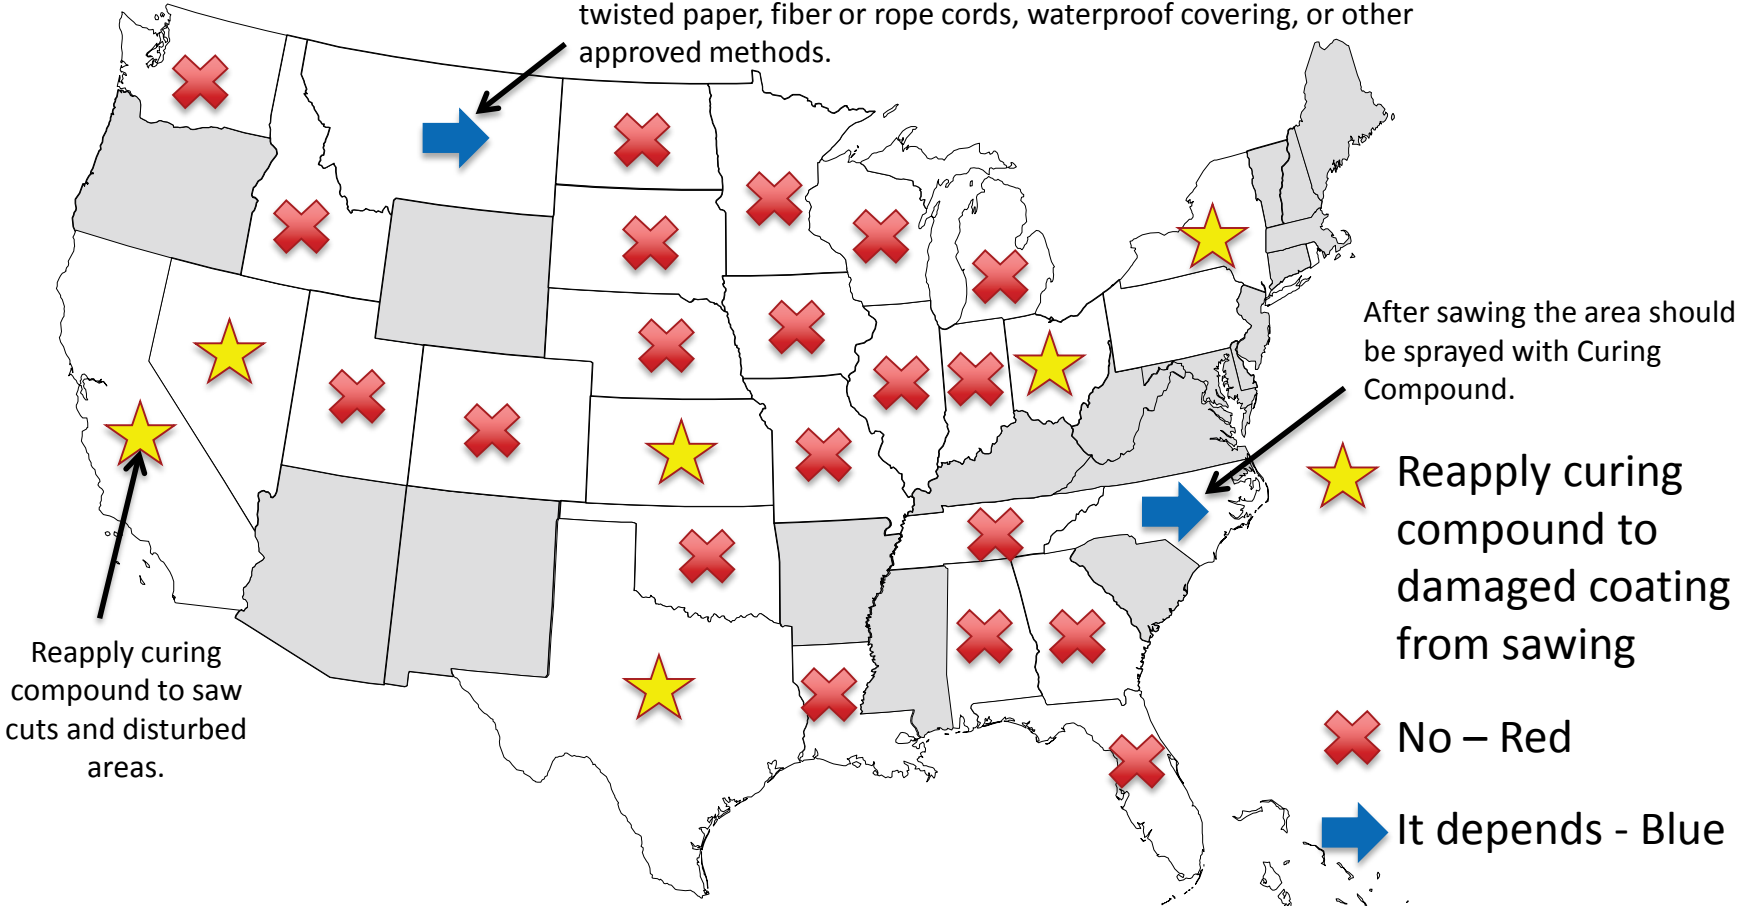 twisted paper, fiber or rope cords, waterproof covering, or other
approved methods.
After sawing the area should
be sprayed with Curing
Compound.
Reapply curing
compound to
damaged coating
from sawing
Reapply curing
compound to saw
cuts and disturbed
areas.
No – Red
It depends - Blue